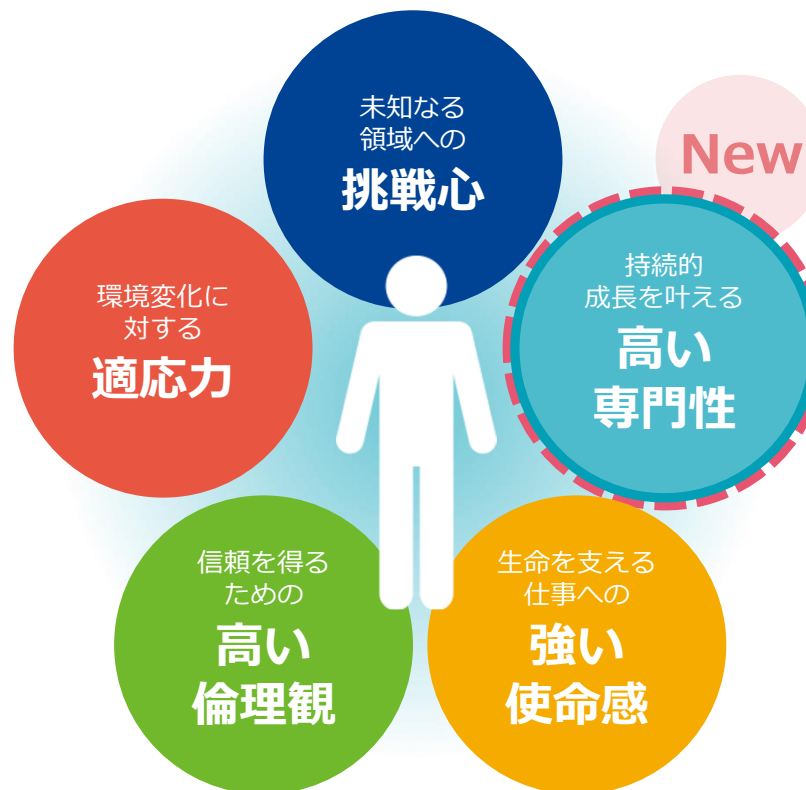 未知なる
領域への
挑戦心
New
持続的
成長を叶える
高い
専門性
環境変化に
対する
適応力
信頼を得る
ための
高い
倫理観
生命を支える
仕事への
強い
使命感